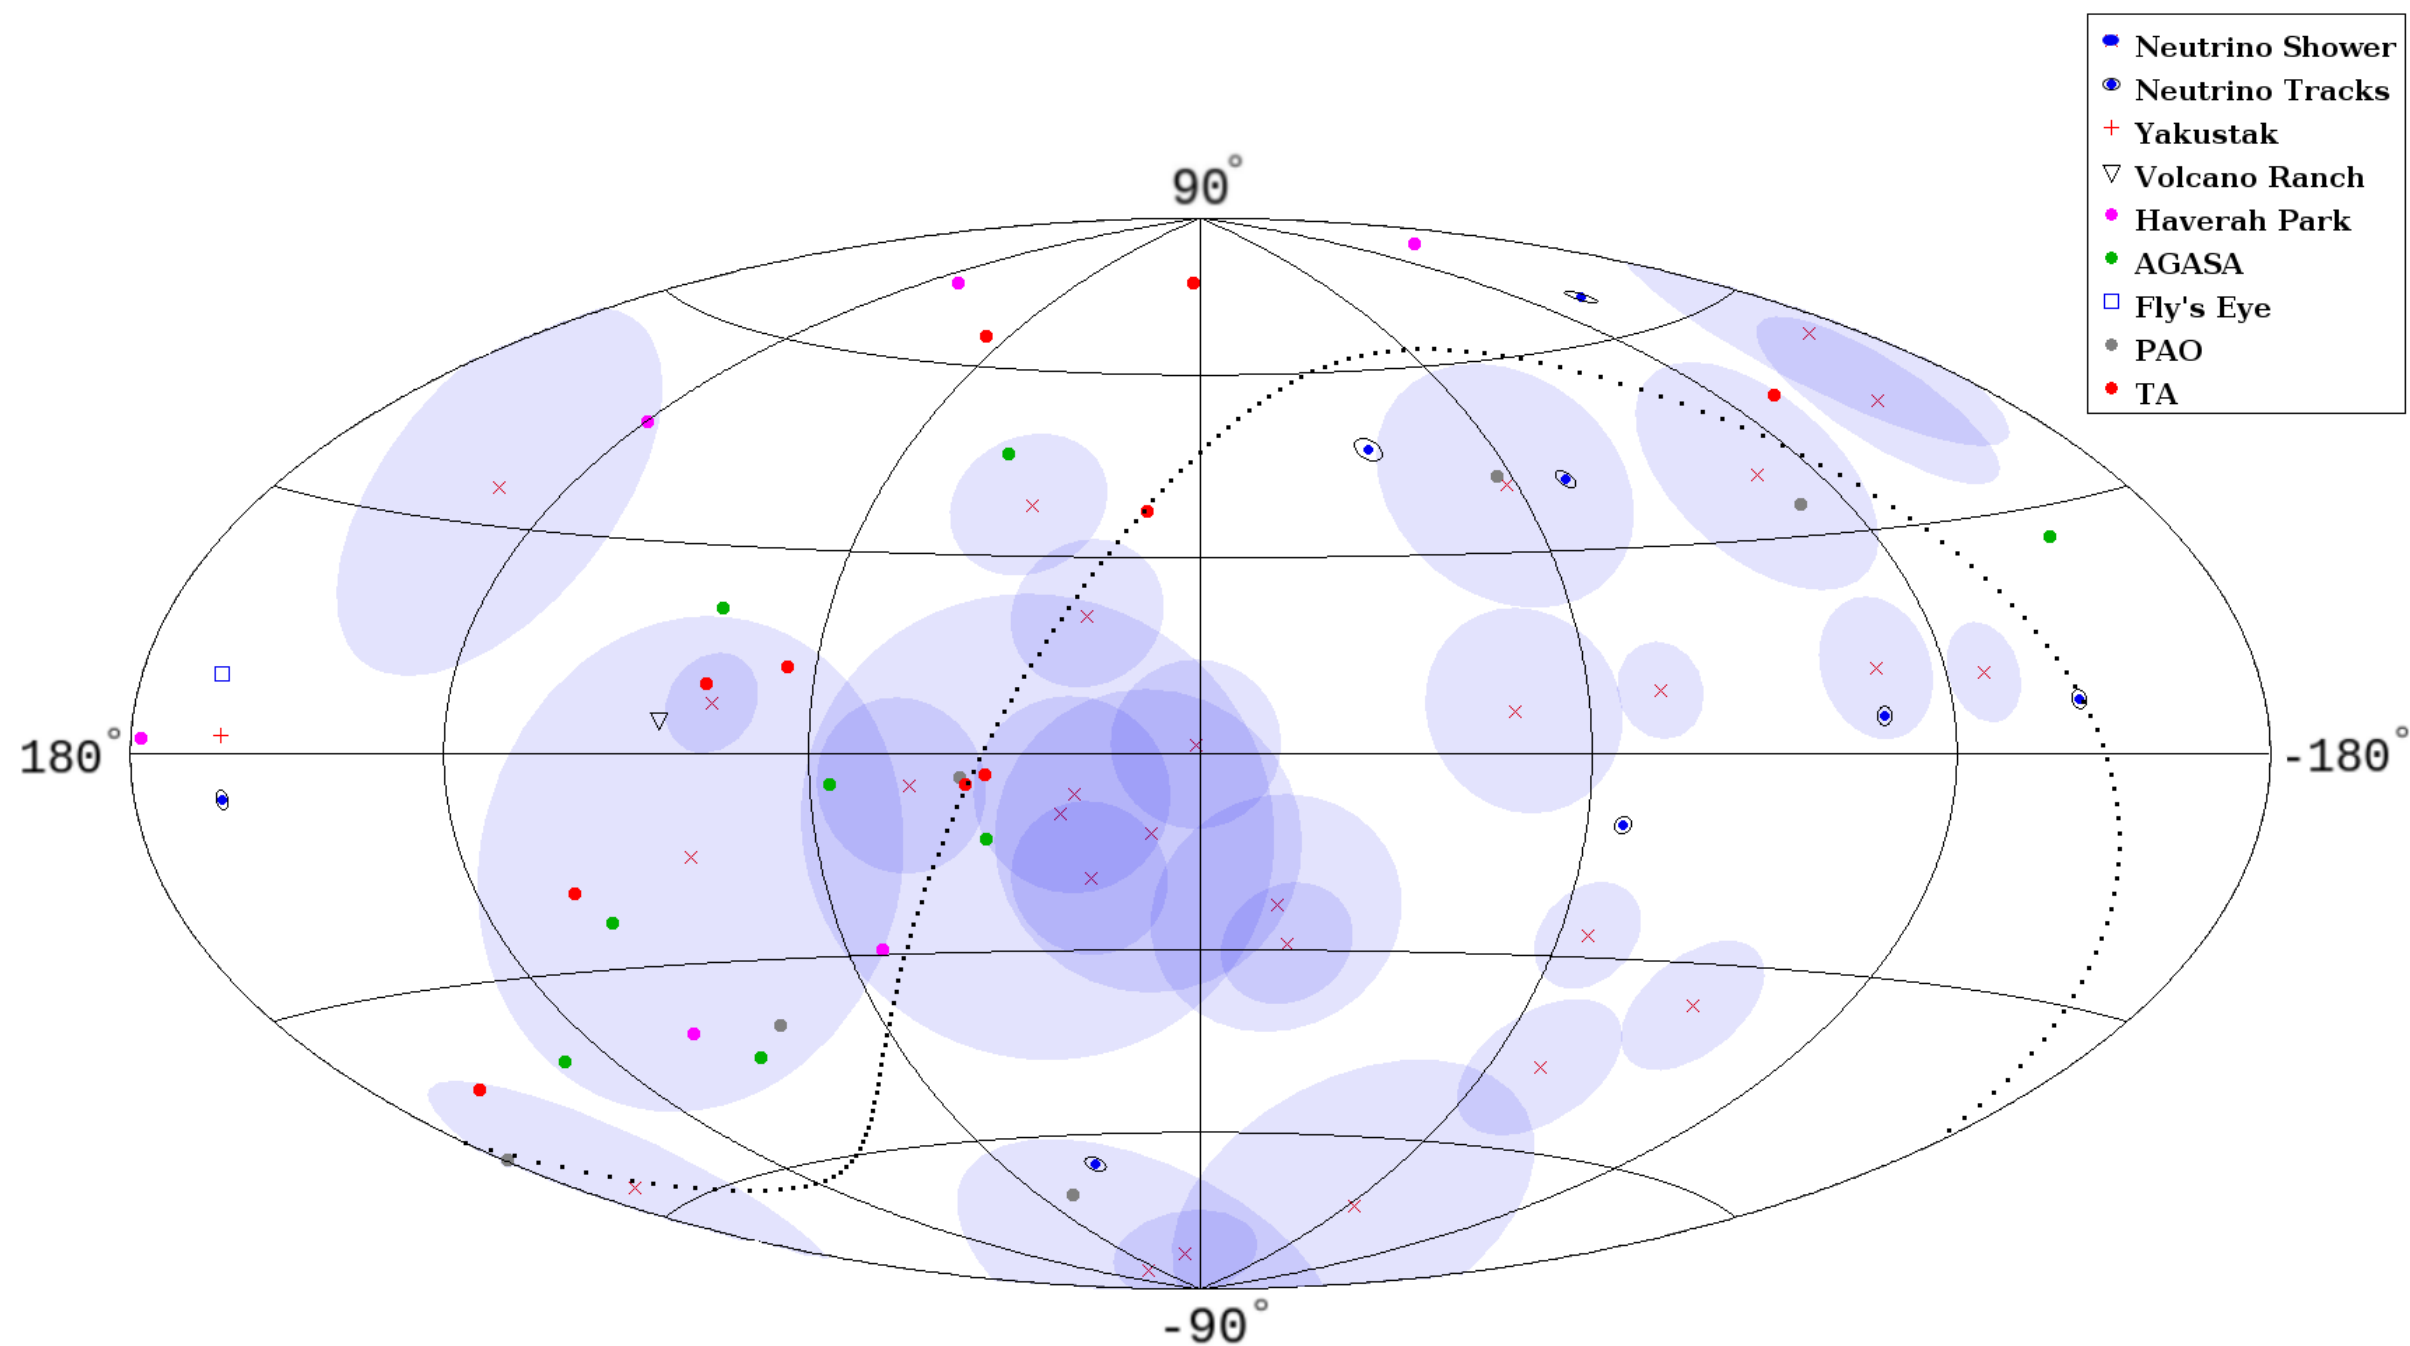 Neutrino Shower
Neutrino Tracks
Yakustak
Volcano Ranch
Haverah Park
AGASA
Fly's Eye
PAO
TA
90°
180°
-180°
-90°